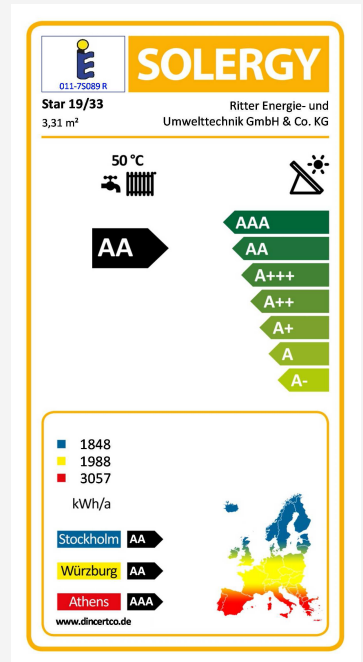 011-7S089 R
SOLERGY
Star 19/33
3,31 m²
Ritter Energie- und
Umwelttechnik GmbH & Co. KG
50 °C
AA
AAA
AA
A+++
A++
A+
A
A-
1848
1988
3057
kWh/a
Stockholm AA
Würzburg AA
Athens AAA
www.dincertco.de